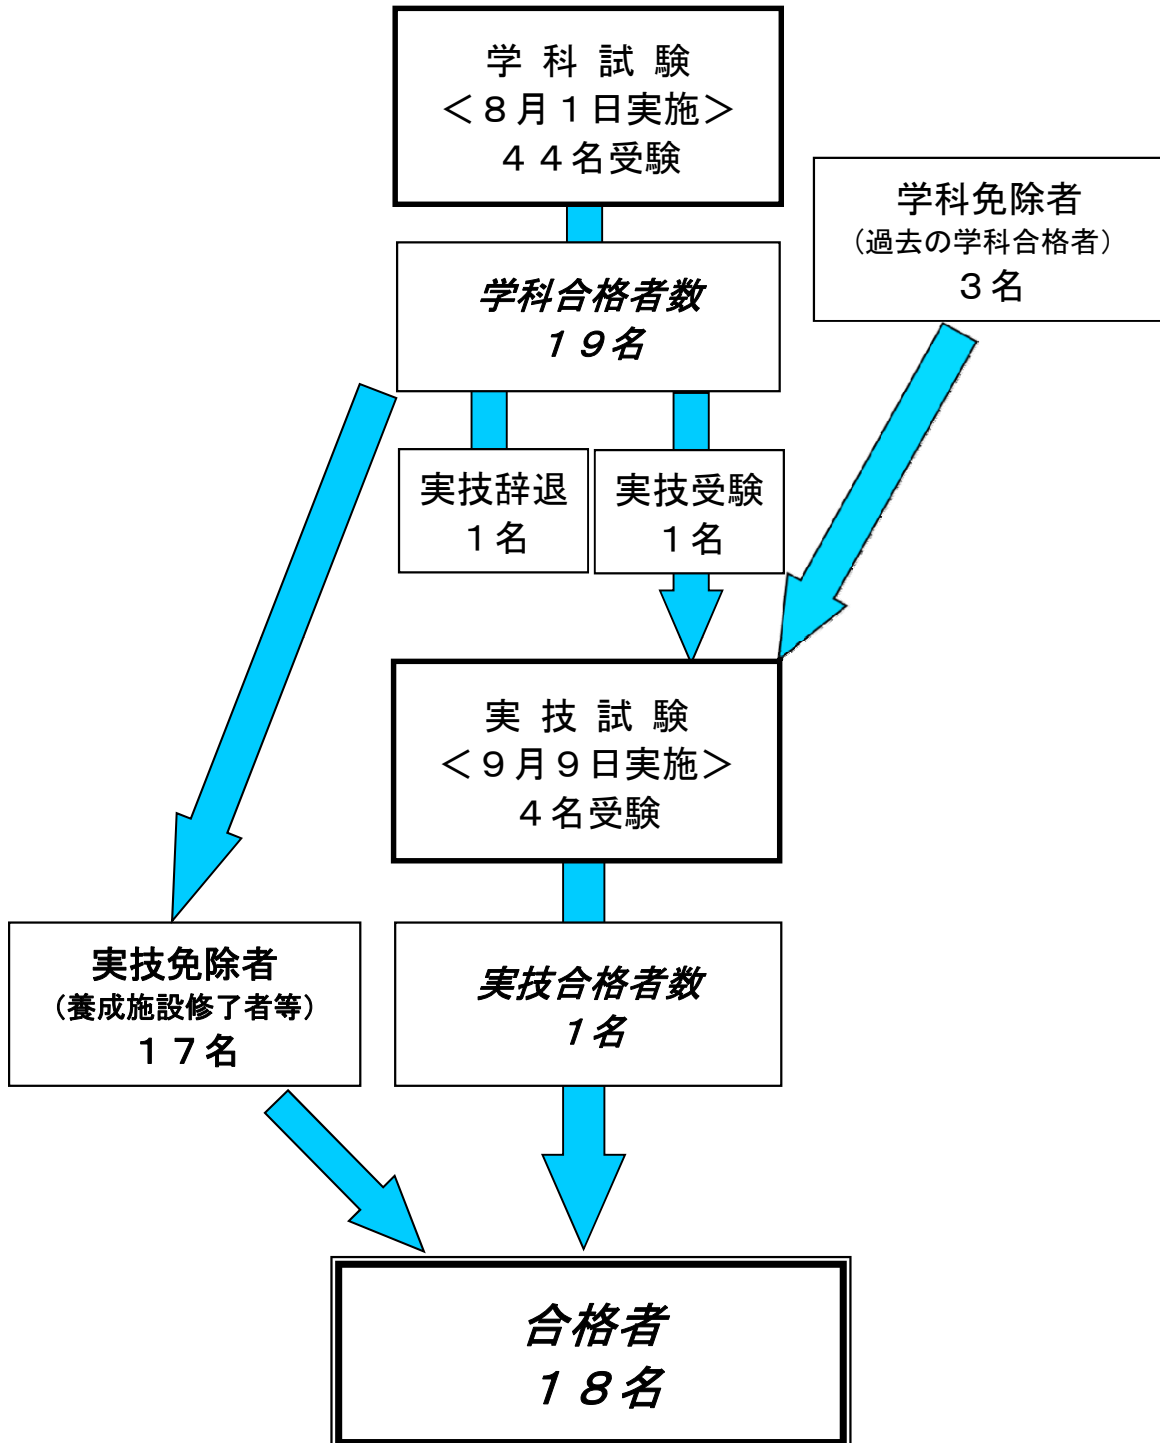 学 科 試 験
＜８月１日実施＞
４４名受験
学科免除者
（過去の学科合格者）
３名
学科合格者数
１９名
実技辞退
１名
実技受験
１名
実 技 試 験
＜９月９日実施＞
４名受験
実技免除者
（養成施設修了者等）
１７名
実技合格者数
１名
合格者
１８名